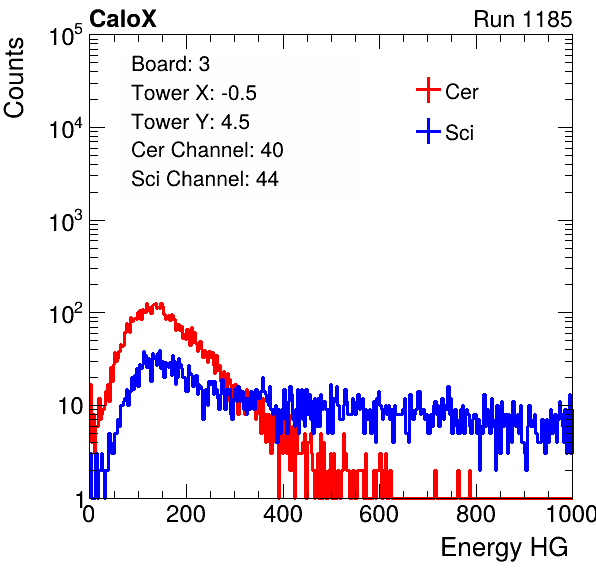 CaloX Run 1185
Counts
10^5
10^4
10^3
10^2
10
1
Board: 3
Tower X: -0.5
Tower Y: 4.5
Cer Channel: 40
Sci Channel: 44
Cer
Sci
0 200 400 600 800 1000
Energy HG